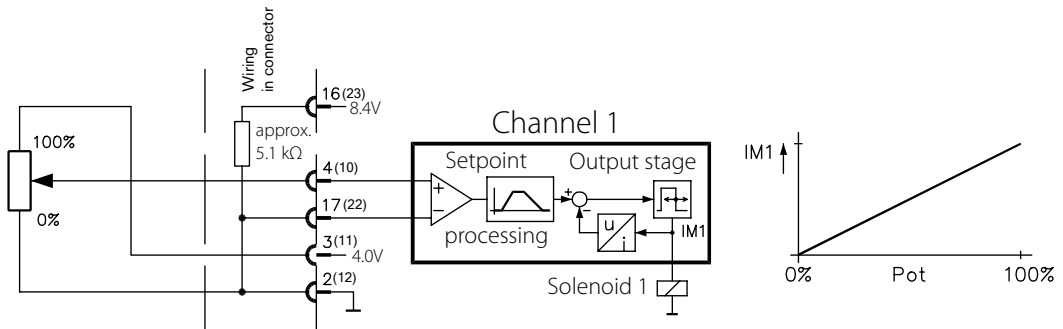 Wiring
in connector
16(23)
8.4V
approx.
5.1 kΩ
100%
0%
4(10)
17(22)
3(11)
4.0V
2(12)
Channel 1
Setpoint
processing
Output stage
+
−
+
−
u
i
IM1
Solenoid 1
IM1
0%
Pot
100%